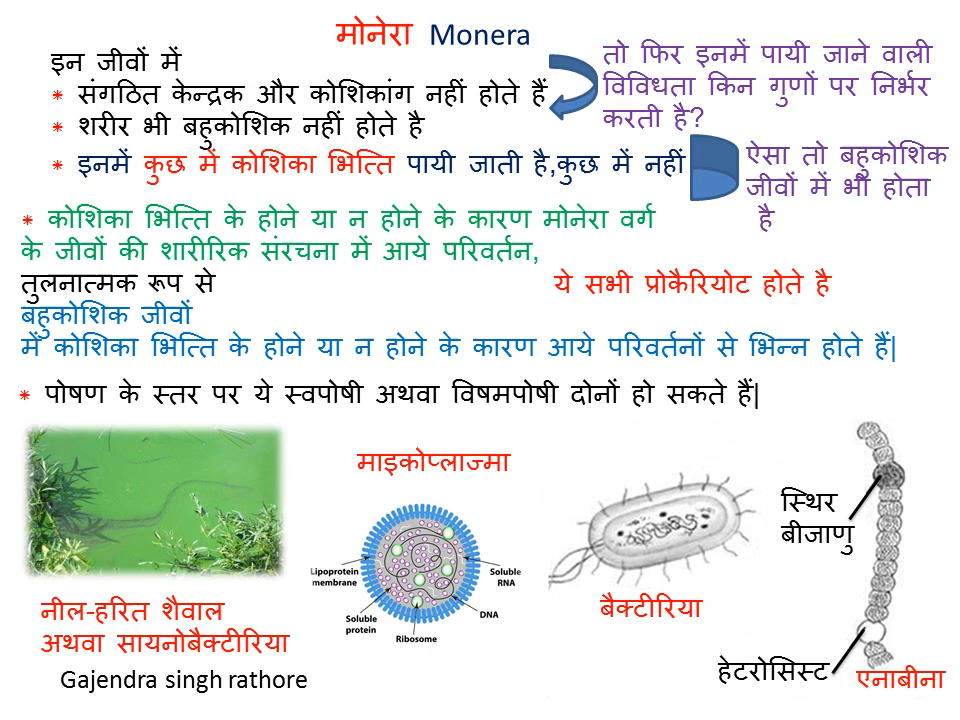 मोनेरा Monera
इन जीवों में
* संगठित केन्द्रक और कोशिकांग नहीं होते हैं
* शरीर भी बहुकोशिक नहीं होते है
* इनमें कुछ में कोशिका भित्ति पायी जाती है,कुछ में नहीं
तो फिर इनमें पायी जाने वाली
विविधता किन गुणों पर निर्भर
करती है?
ऐसा तो बहुकोशिक
जीवों में भी होता
है
* कोशिका भित्ति के होने या न होने के कारण मोनेरा वर्ग
के जीवों की शारीरिक संरचना में आये परिवर्तन,
तुलनात्मक रूप से
ये सभी प्रोकैरियोट होते है
बहुकोशिक जीवों
में कोशिका भित्ति के होने या न होने के कारण आये परिवर्तनों से भिन्न होते हैं|
* पोषण के स्तर पर ये स्वपोषी अथवा विषमपोषी दोनों हो सकते हैं|
माइकोप्लाज्मा
Lipoprotein
membrane
Soluble
RNA
Soluble
protein
DNA
Ribosome
स्थिर
बीजाणु
नील-हरित शैवाल
अथवा सायनोबैक्टीरिया
बैक्टीरिया
हेटरोसिस्ट
एनाबीना
Gajendra singh rathore